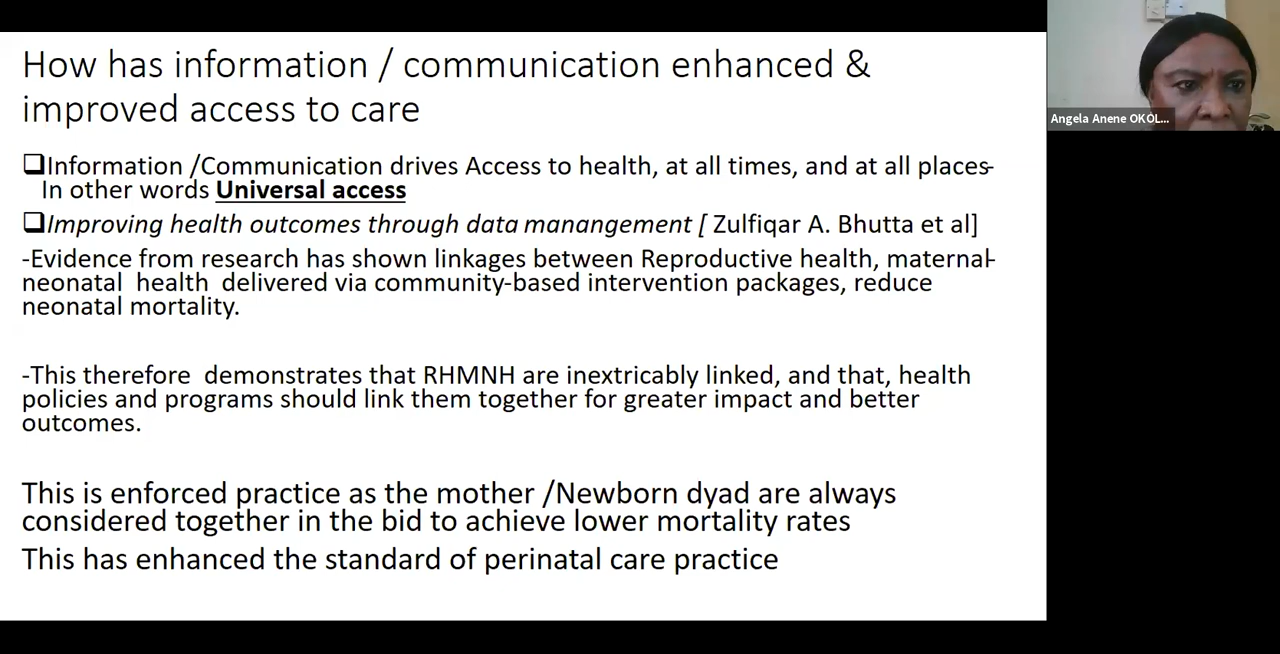 How has information / communication enhanced &
improved access to care
❑Information /Communication drives Access to health, at all times, and at all places-
In other words Universal access
❑Improving health outcomes through data manangement [ Zulfiqar A. Bhutta et al]
-Evidence from research has shown linkages between Reproductive health, maternal-
neonatal health delivered via community-based intervention packages, reduce
neonatal mortality.
-This therefore demonstrates that RHMNH are inextricably linked, and that, health
policies and programs should link them together for greater impact and better
outcomes.
This is enforced practice as the mother /Newborn dyad are always
considered together in the bid to achieve lower mortality rates
This has enhanced the standard of perinatal care practice
Angela Anene OKOL...